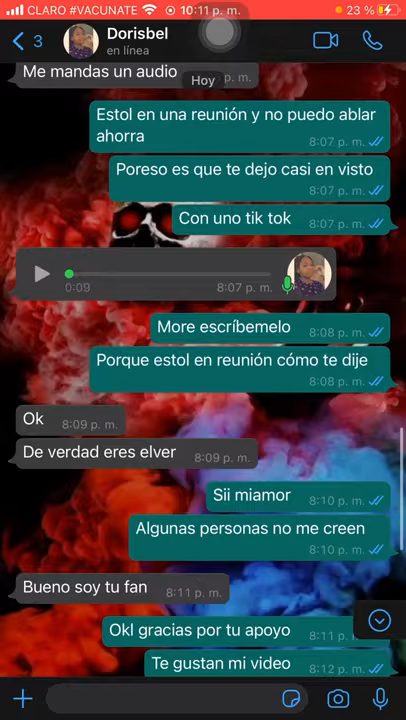 CLARO #VACUNATE 10:11 p. m. 23 %
3 Dorisbel
en línea
Me mandas un audio p. m.
Hoy
Estol en una reunión y no puedo ablar
ahorra 8:07 p. m.
Poreso es que te dejo casi en visto
8:07 p. m.
Con uno tik tok 8:07 p. m.
0:09 8:07 p. m.
More escríbemelo 8:08 p. m.
Porque estol en reunión cómo te dije
8:08 p. m.
Ok 8:09 p. m.
De verdad eres elver 8:09 p. m.
Sii miamor 8:10 p. m.
Algunas personas no me creen
8:10 p. m.
Bueno soy tu fan 8:11 p. m.
Okl gracias por tu apoyo 8:11 p.
Te gustan mi video 8:12 p. m.